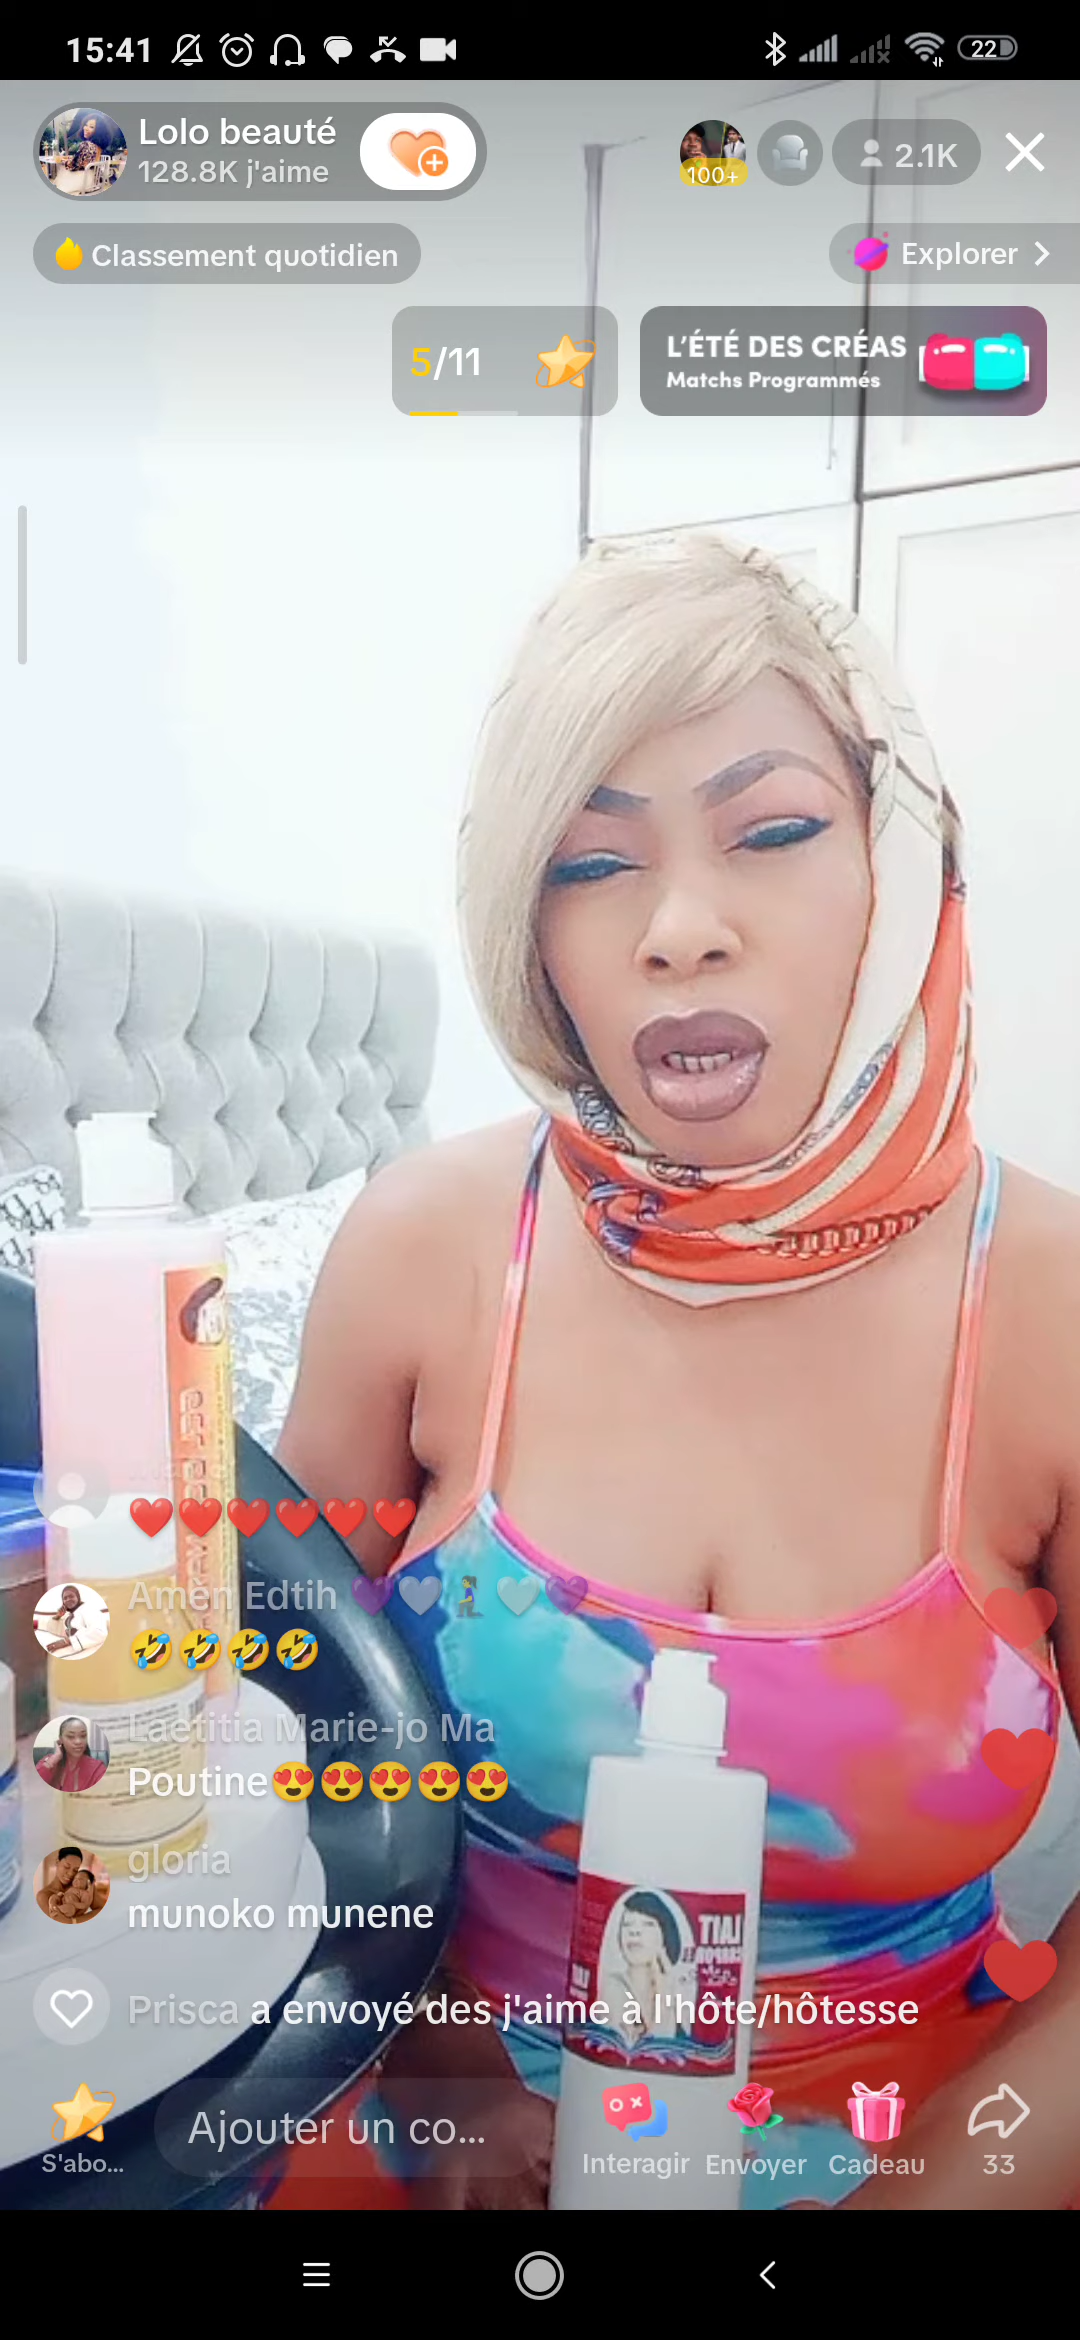 15:41
22
Lolo beauté
128.8K j'aime
100+
2.1K
Classement quotidien
Explorer
5/11
L'ÉTÉ DES CRÉAS
Matchs Programmés
Amen Edtih 💜🤍🧎‍♀️🤍💜
🤣🤣🤣🤣
Laetitia Marie-jo Ma
Poutine😍😍😍😍😍
gloria
munoko munene
LAIT
Prisca a envoyé des j'aime à l'hôte/hôtesse
S'abo...
Ajouter un co...
Interagir
Envoyer
Cadeau
33